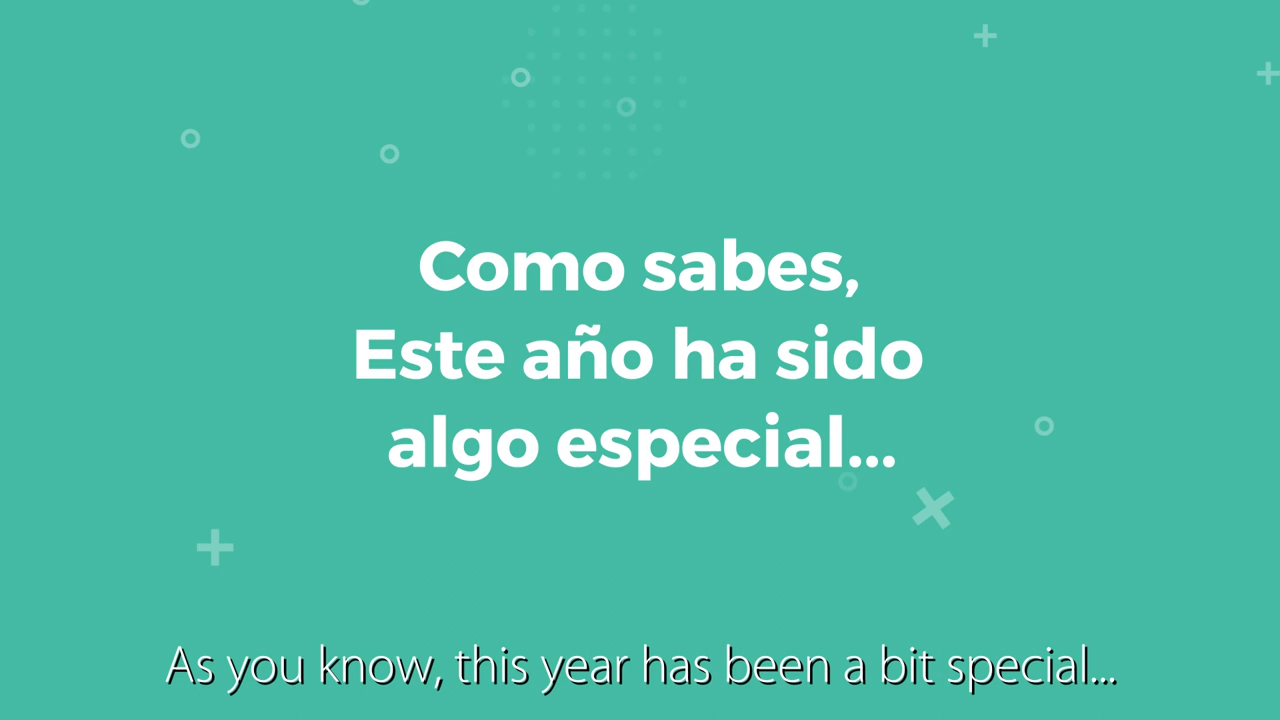 Como sabes,
Este año ha sido
algo especial...
As you know, this year has been a bit special...